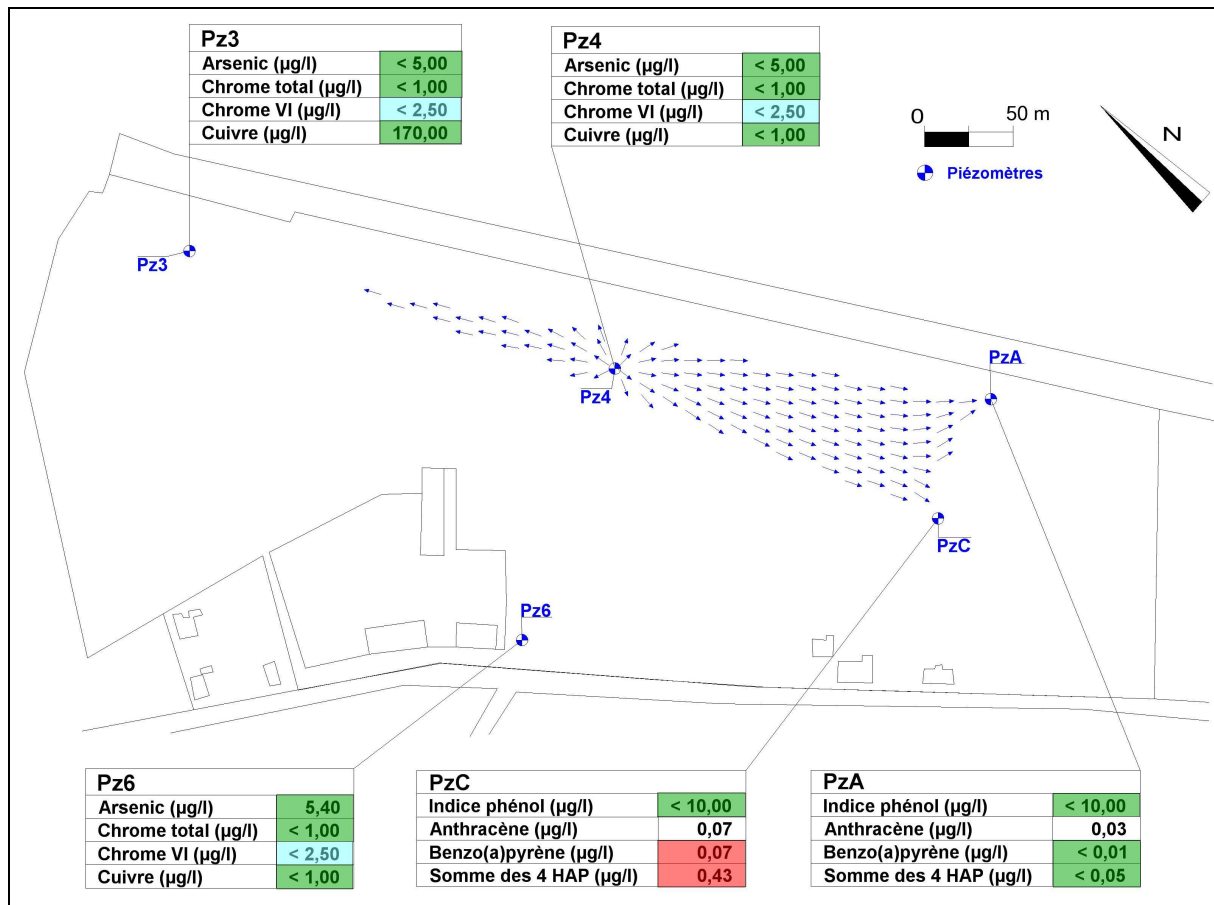 Pz3
Arsenic (µg/l) < 5,00
Chrome total (µg/l) < 1,00
Chrome VI (µg/l) < 2,50
Cuivre (µg/l) 170,00
Pz4
Arsenic (µg/l) < 5,00
Chrome total (µg/l) < 1,00
Chrome VI (µg/l) < 2,50
Cuivre (µg/l) < 1,00
0 50 m
Piézomètres
N
Pz3
Pz4
PzA
PzC
Pz6
Pz6
Arsenic (µg/l) 5,40
Chrome total (µg/l) < 1,00
Chrome VI (µg/l) < 2,50
Cuivre (µg/l) < 1,00
PzC
Indice phénol (µg/l) < 10,00
Anthracène (µg/l) 0,07
Benzo(a)pyrène (µg/l) 0,07
Somme des 4 HAP (µg/l) 0,43
PzA
Indice phénol (µg/l) < 10,00
Anthracène (µg/l) 0,03
Benzo(a)pyrène (µg/l) < 0,01
Somme des 4 HAP (µg/l) < 0,05